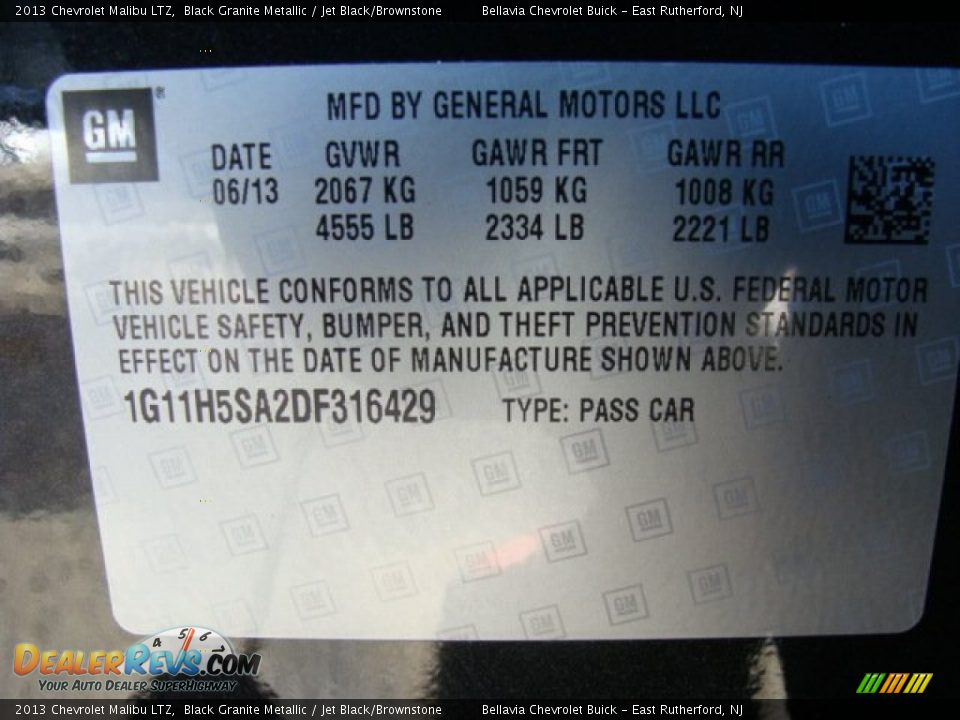 2013 Chevrolet Malibu LTZ, Black Granite Metallic / Jet Black/Brownstone Bellavia Chevrolet Buick - East Rutherford, NJ
GM
MFD BY GENERAL MOTORS LLC
DATE GVWR GAWR FRT GAWR RR
06/13 2067 KG 1059 KG 1008 KG
4555 LB 2334 LB 2221 LB
THIS VEHICLE CONFORMS TO ALL APPLICABLE U.S. FEDERAL MOTOR
VEHICLE SAFETY, BUMPER, AND THEFT PREVENTION STANDARDS IN
EFFECT ON THE DATE OF MANUFACTURE SHOWN ABOVE.
1G11H5SA2DF316429 TYPE: PASS CAR
4 5 6 7
DEALERREVS.COM
YOUR AUTO DEALER SUPERHIGHWAY
2013 Chevrolet Malibu LTZ, Black Granite Metallic / Jet Black/Brownstone Bellavia Chevrolet Buick - East Rutherford, NJ